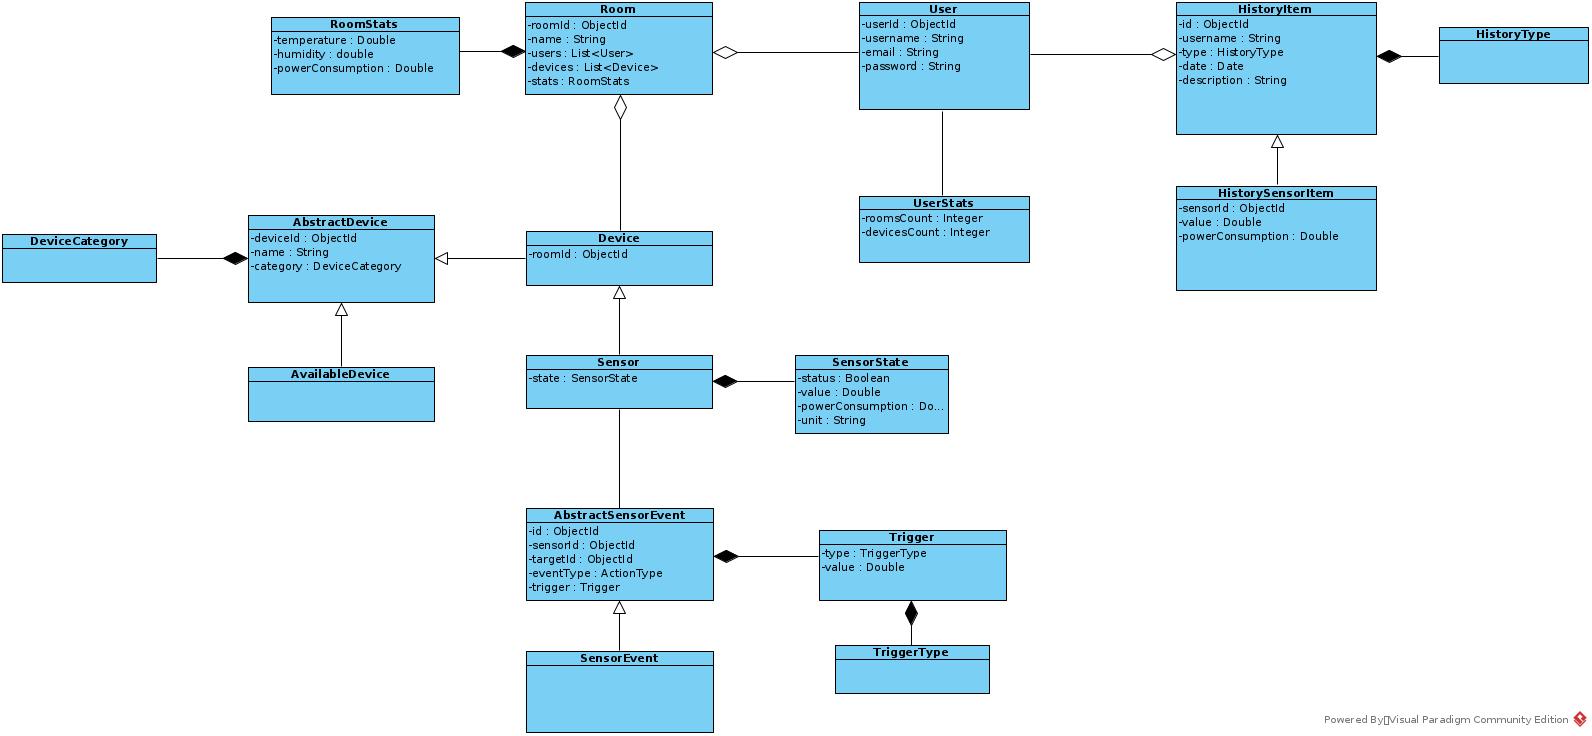 RoomStats
-temperature : Double
-humidity : double
-powerConsumption : Double
Room
-roomId : ObjectId
-name : String
-users : List<User>
-devices : List<Device>
-stats : RoomStats
User
-userId : ObjectId
-username : String
-email : String
-password : String
HistoryItem
-id : ObjectId
-username : String
-type : HistoryType
-date : Date
-description : String
HistoryType
DeviceCategory
AbstractDevice
-deviceId : ObjectId
-name : String
-category : DeviceCategory
Device
-roomId : ObjectId
UserStats
-roomsCount : Integer
-devicesCount : Integer
HistorySensorItem
-sensorId : ObjectId
-value : Double
-powerConsumption : Double
AvailableDevice
Sensor
-state : SensorState
SensorState
-status : Boolean
-value : Double
-powerConsumption : Do...
-unit : String
AbstractSensorEvent
-id : ObjectId
-sensorId : ObjectId
-targetId : ObjectId
-eventType : ActionType
-trigger : Trigger
Trigger
-type : TriggerType
-value : Double
SensorEvent
TriggerType
Powered By▯Visual Paradigm Community Edition